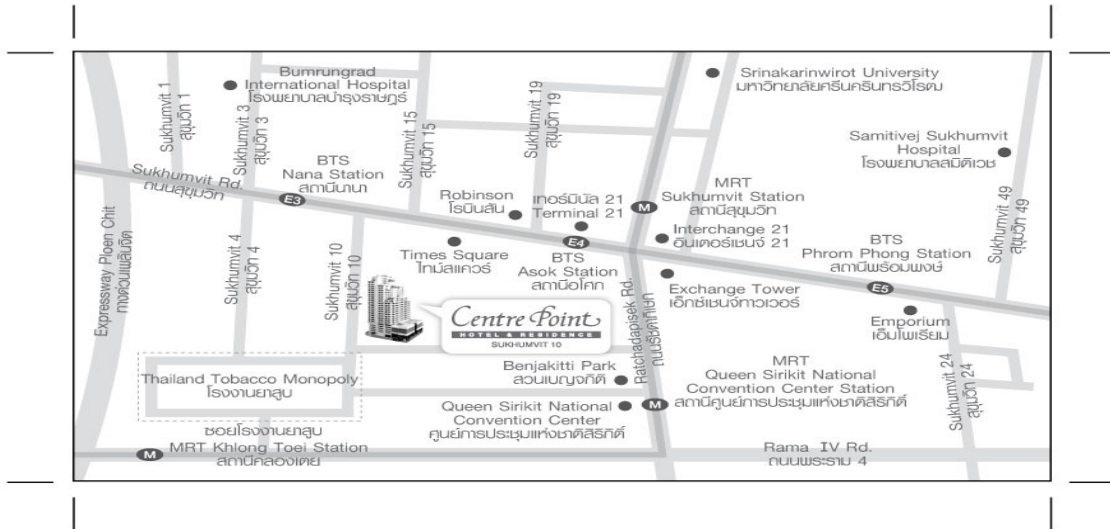 Bumrungrad
International Hospital
โรงพยาบาลบำรุงราษฎร์
Srinakarinwirot University
มหาวิทยาลัยศรีนครินทรวิโรฒ
Sukhumvit 1
สุขุมวิท 1
Sukhumvit 3
สุขุมวิท 3
Sukhumvit 15
สุขุมวิท 15
Sukhumvit 19
สุขุมวิท 19
Samitivej Sukhumvit
Hospital
โรงพยาบาลสมิติเวช
Sukhumvit Rd.
ถนนสุขุมวิท
BTS
Nana Station
สถานีนานา
E3
Robinson
โรบินสัน
เทอร์มินัล 21
Terminal 21
MRT
Sukhumvit Station
สถานีสุขุมวิท
M
Interchange 21
อินเตอร์เชนจ์ 21
Sukhumvit 49
สุขุมวิท 49
Expressway Ploen Chit
ทางด่วนเพลินจิต
Sukhumvit 4
สุขุมวิท 4
Sukhumvit 10
สุขุมวิท 10
Times Square
ไทม์สแควร์
E4
BTS
Asok Station
สถานีอโศก
BTS
Phrom Phong Station
สถานีพร้อมพงษ์
E5
Exchange Tower
เอ็กซ์เชนจ์ทาวเวอร์
Emporium
เอ็มโพเรียม
Centre Point
HOTEL & RESIDENCE
SUKHUMVIT 10
Ratchadapisek Rd.
ถนนรัชดาภิเษก
Thailand Tobacco Monopoly
โรงงานยาสูบ
Benjakitti Park
สวนเบญจกิติ
MRT
Queen Sirikit National
Convention Center Station
สถานีศูนย์การประชุมแห่งชาติสิริกิติ์
Sukhumvit 24
สุขุมวิท 24
Queen Sirikit National
Convention Center
ศูนย์การประชุมแห่งชาติสิริกิติ์
M
ซอยโรงงานยาสูบ
M
MRT Khlong Toei Station
สถานีคลองเตย
Rama IV Rd.
ถนนพระราม 4